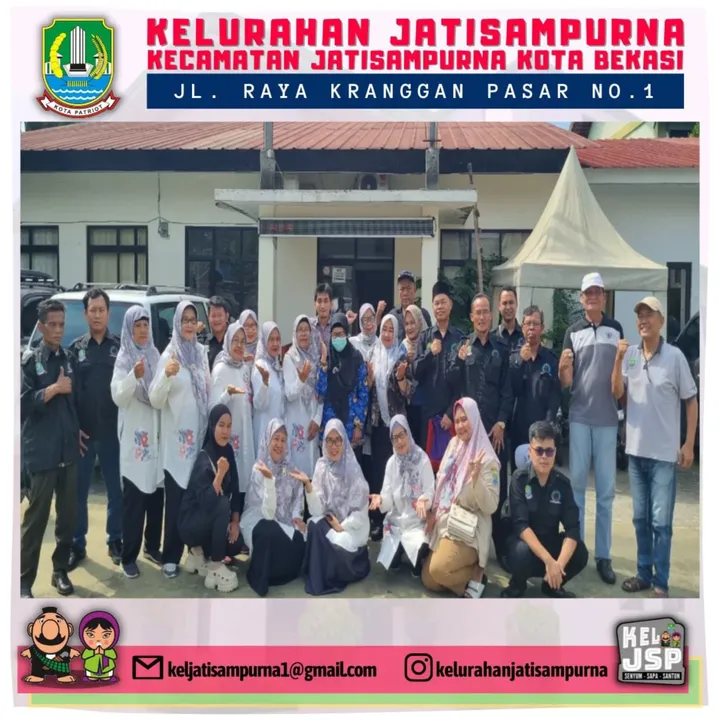 KELURAHAN JATISAMPURNA
KECAMATAN JATISAMPURNA KOTA BEKASI
JL. RAYA KRANGGAN PASAR NO.1
KOTA PATRIOT
keljatisampurna1@gmail.com
kelurahanjatisampurna
KEL
JSP
SENYUM - SAPA - SANTUN